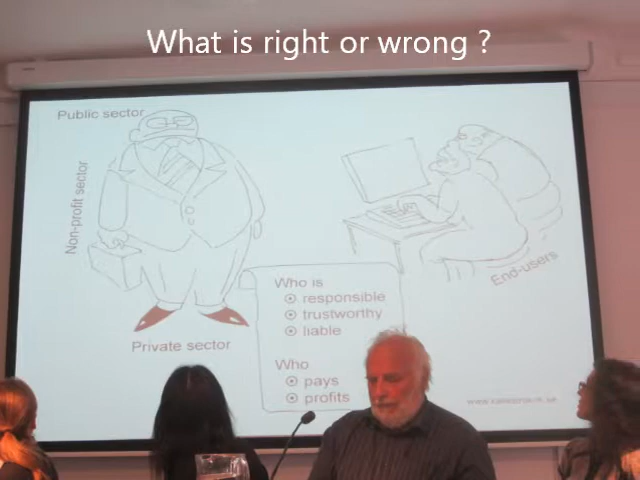 What is right or wrong ?
Public sector
Non-profit sector
End-users
Who is
responsible
trustworthy
liable
Private sector
Who
pays
profits